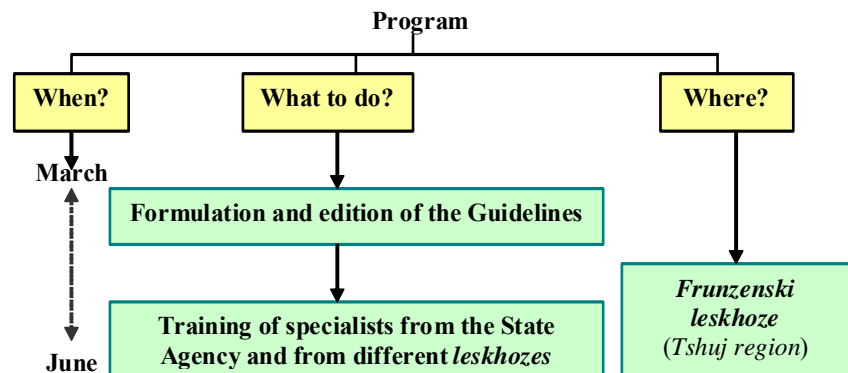 Program
When?
What to do?
Where?
March
Formulation and edition of the Guidelines
Frunzenski
leskhoze
(Tshuj region)
Training of specialists from the State
Agency and from different leskhozes
June